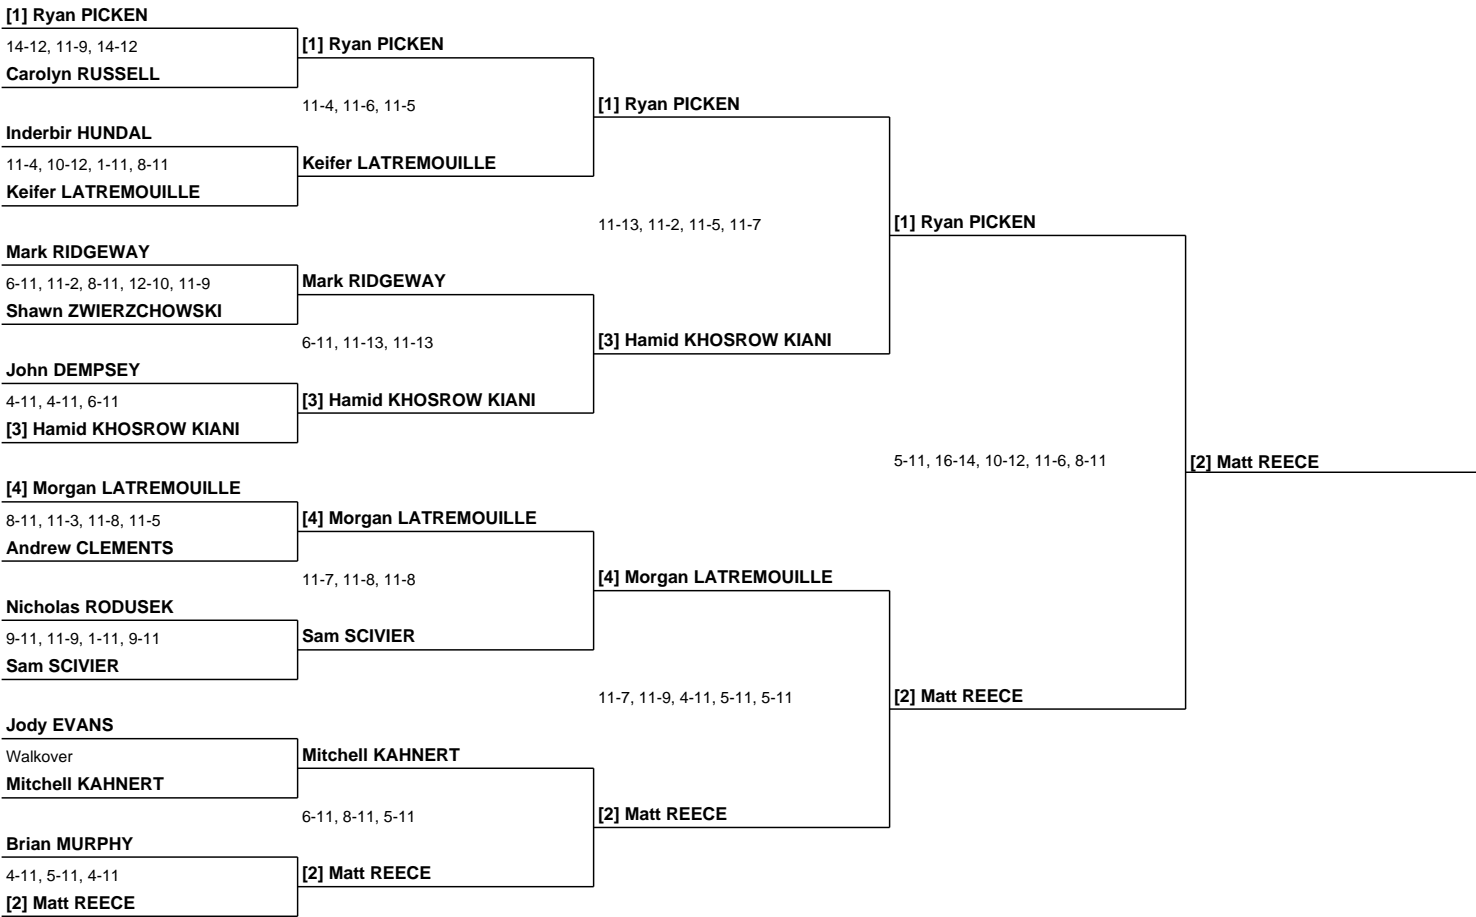 [1] Ryan PICKEN
14-12, 11-9, 14-12
Carolyn RUSSELL
Inderbir HUNDAL
11-4, 10-12, 1-11, 8-11
Keifer LATREMOUILLE
Mark RIDGEWAY
6-11, 11-2, 8-11, 12-10, 11-9
Shawn ZWIERZCHOWSKI
John DEMPSEY
4-11, 4-11, 6-11
[3] Hamid KHOSROW KIANI
[4] Morgan LATREMOUILLE
8-11, 11-3, 11-8, 11-5
Andrew CLEMENTS
Nicholas RODUSEK
9-11, 11-9, 1-11, 9-11
Sam SCIVIER
Jody EVANS
Walkover
Mitchell KAHNERT
Brian MURPHY
4-11, 5-11, 4-11
[2] Matt REECE
[1] Ryan PICKEN
11-4, 11-6, 11-5
Keifer LATREMOUILLE
Mark RIDGEWAY
6-11, 11-13, 11-13
[3] Hamid KHOSROW KIANI
[4] Morgan LATREMOUILLE
11-7, 11-8, 11-8
Sam SCIVIER
Mitchell KAHNERT
6-11, 8-11, 5-11
[2] Matt REECE
[1] Ryan PICKEN
11-13, 11-2, 11-5, 11-7
[3] Hamid KHOSROW KIANI
[4] Morgan LATREMOUILLE
11-7, 11-9, 4-11, 5-11, 5-11
[2] Matt REECE
[1] Ryan PICKEN
5-11, 16-14, 10-12, 11-6, 8-11
[2] Matt REECE
[2] Matt REECE